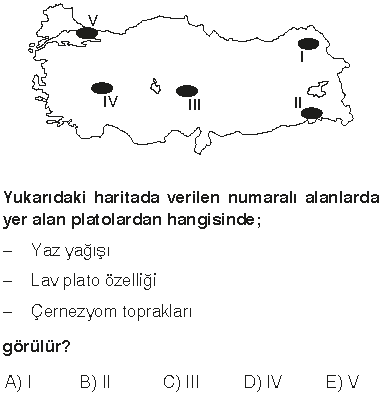 V
I
IV
III
II
Yukarıdaki haritada verilen numaralı alanlarda
yer alan platolardan hangisinde;
– Yaz yağışı
– Lav plato özelliği
– Çernezyom toprakları
görülür?
A) I B) II C) III D) IV E) V